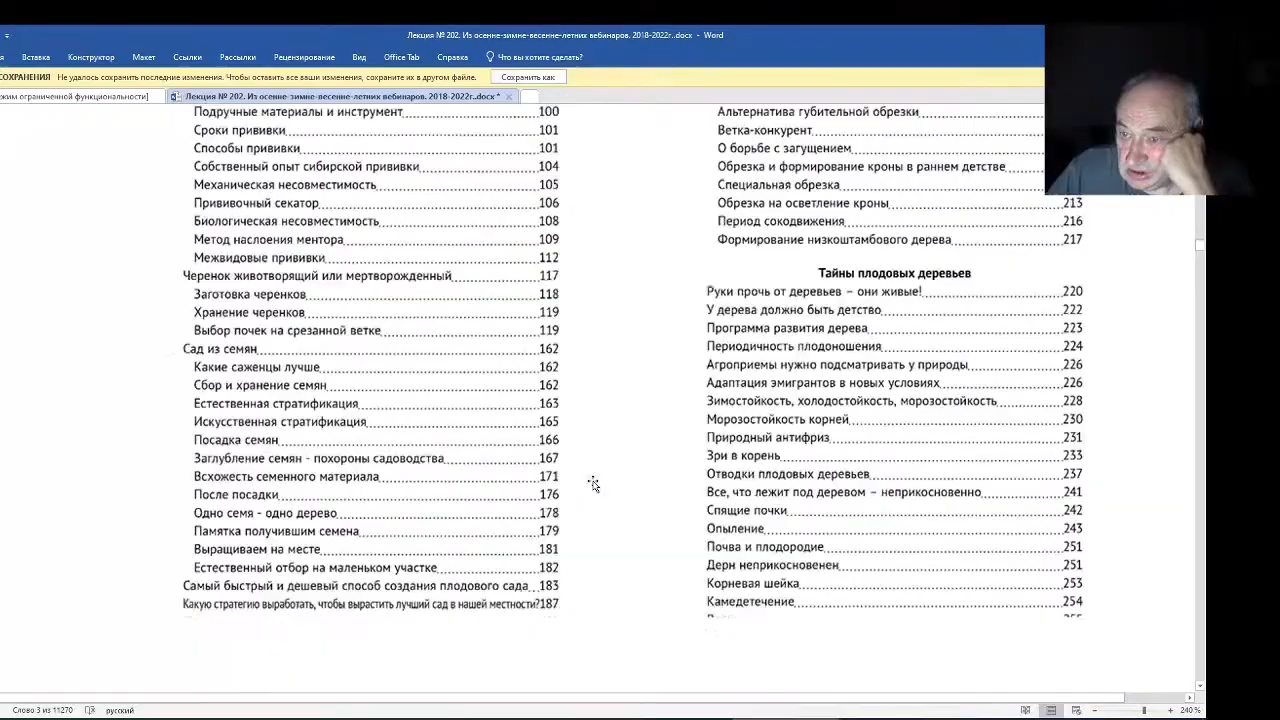 Лекция № 202. Из осенне-зимне-весенне-летних вебинаров. 2018-2022г..docx - Word
Вставка Конструктор Макет Ссылки Рассылки Рецензирование Вид Office Tab Справка Что вы хотите сделать?
СОХРАНЕНИЯ Не удалось сохранить последние изменения. Чтобы оставить все ваши изменения, сохраните их в другом файле. Сохранить как
ограниченной функциональности] Лекция № 202. Из осенне-зимне-весенне-летних вебинаров. 2018-2022г..docx *
Подручные материалы и инструмент 100
Сроки прививки 101
Способы прививки 101
Собственный опыт сибирской прививки 104
Механическая несовместимость 105
Прививочный секатор 106
Биологическая несовместимость 108
Метод наслоения ментора 109
Межвидовые прививки 112
Черенок животворящий или мертворожденный 117
Заготовка черенков 118
Хранение черенков 119
Выбор почек на срезанной ветке 119
Сад из семян 162
Какие саженцы лучше 162
Сбор и хранение семян 162
Естественная стратификация 163
Искусственная стратификация 165
Посадка семян 166
Заглубление семян - похороны садоводства 167
Всхожесть семенного материала 171
После посадки 176
Одно семя - одно дерево 178
Памятка получившим семена 179
Выращиваем на месте 181
Естественный отбор на маленьком участке 182
Самый быстрый и дешевый способ создания плодового сада 183
Какую стратегию выработать, чтобы вырастить лучший сад в нашей местности? 187
Альтернатива губительной обрезки
Ветка-конкурент
О борьбе с загущением
Обрезка и формирование кроны в раннем детстве
Специальная обрезка
Обрезка на осветление кроны 213
Период сокодвижения 216
Формирование низкоштамбового дерева 217
Тайны плодовых деревьев
Руки прочь от деревьев – они живые! 220
У дерева должно быть детство 222
Программа развития дерева 223
Периодичность плодоношения 224
Агроприемы нужно подсматривать у природы 226
Адаптация эмигрантов в новых условиях 226
Зимостойкость, холодостойкость, морозостойкость 228
Морозостойкость корней 230
Природный антифриз 231
Зри в корень 233
Отводки плодовых деревьев 237
Все, что лежит под деревом – неприкосновенно 241
Спящие почки 242
Опыление 243
Почва и плодородие 251
Дерн неприкосновенен 251
Корневая шейка 253
Камедетечение 254
Слово 3 из 11270 русский 240 %